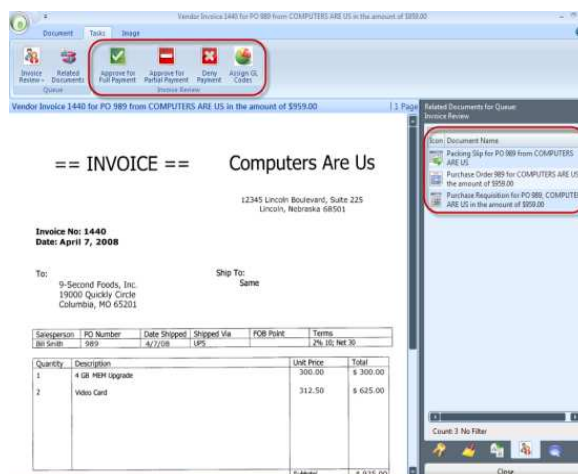 Vendor Invoice 1440 for PO 989 from COMPUTERS ARE US in the amount of $959.00
Document Tasks Image
Invoice Review Related Documents Approve for Full Payment Approve for Partial Payment Deny Payment Assign GL Codes
Queue Invoice Review
Vendor Invoice 1440 for PO 989 from COMPUTERS ARE US in the amount of $959.00 1 Page
Related Documents for Queue:
Invoice Review
Icon Document Name
Packing Slip for PO 989 from COMPUTERS
ARE US
Purchase Order 989 for COMPUTERS ARE US
the amount of $959.00
Purchase Requisition for PO 989, COMPUTE
ARE US in the amount of $959.00
== INVOICE == Computers Are Us
12345 Lincoln Boulevard, Suite 225
Lincoln, Nebraska 68501
Invoice No: 1440
Date: April 7, 2008
To: Ship To:
9-Second Foods, Inc. Same
19000 Quickly Circle
Columbia, MO 65201
Salesperson PO Number Date Shipped Shipped Via FOB Point Terms
Bill Smith 989 4/7/08 UPS 2% 10; Net 30
Quantity Description Unit Price Total
1 4 GB MEM Upgrade 300.00 $ 300.00
2 Video Card 312.50 $ 625.00
Subtotal $ 925.00
Count: 3 No Filter
Close